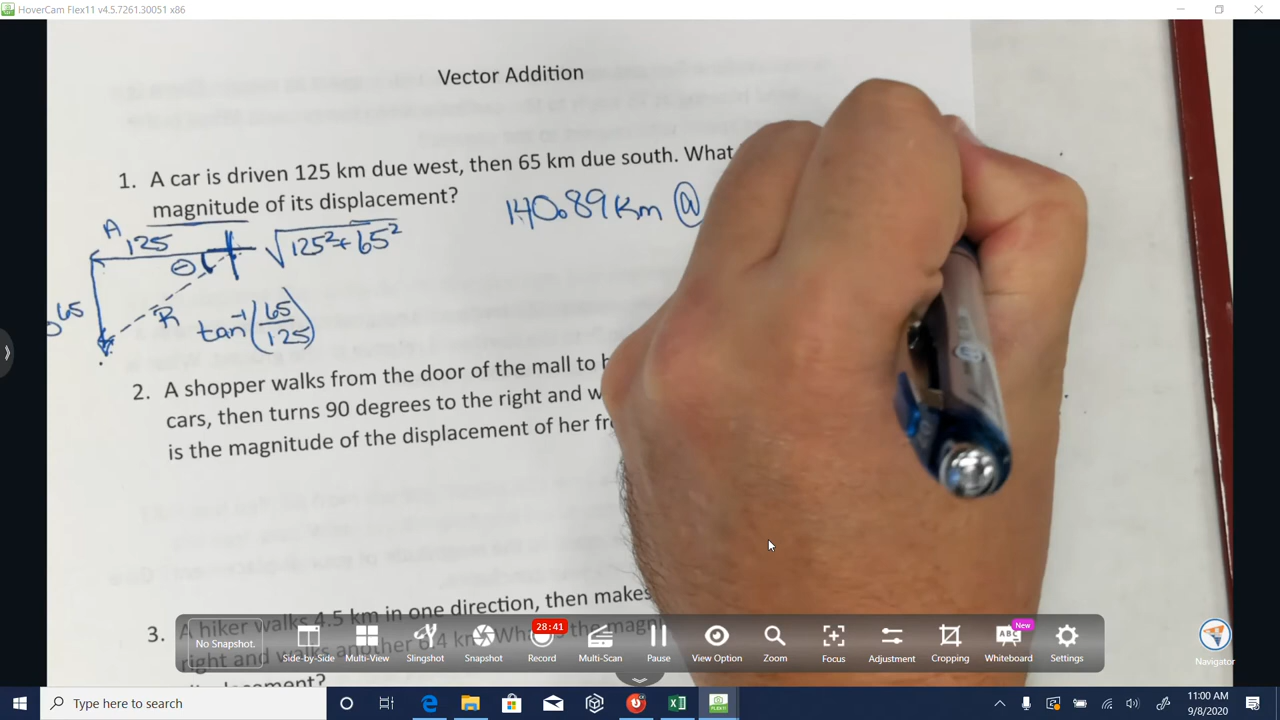 HoverCam Flex11 v4.5.7261.30051 x86
Vector Addition
1. A car is driven 125 km due west, then 65 km due south. What
magnitude of its displacement?
140.89 Km @
A
125
√125²+65²
θ
65
R
tan⁻¹(65/125)
2. A shopper walks from the door of the mall to
cars, then turns 90 degrees to the right and
is the magnitude of the displacement of her
3. A hiker walks 4.5 km in one direction, then makes
right and walks another 6.4 km. What
displacement?
No Snapshot.
Side-by-Side
Multi-View
Slingshot
Snapshot
28:41
Record
Multi-Scan
Pause
View Option
Zoom
Focus
Adjustment
Cropping
New
ABC
Whiteboard
Settings
Navigator
Type here to search
FLEX11
11:00 AM
9/8/2020